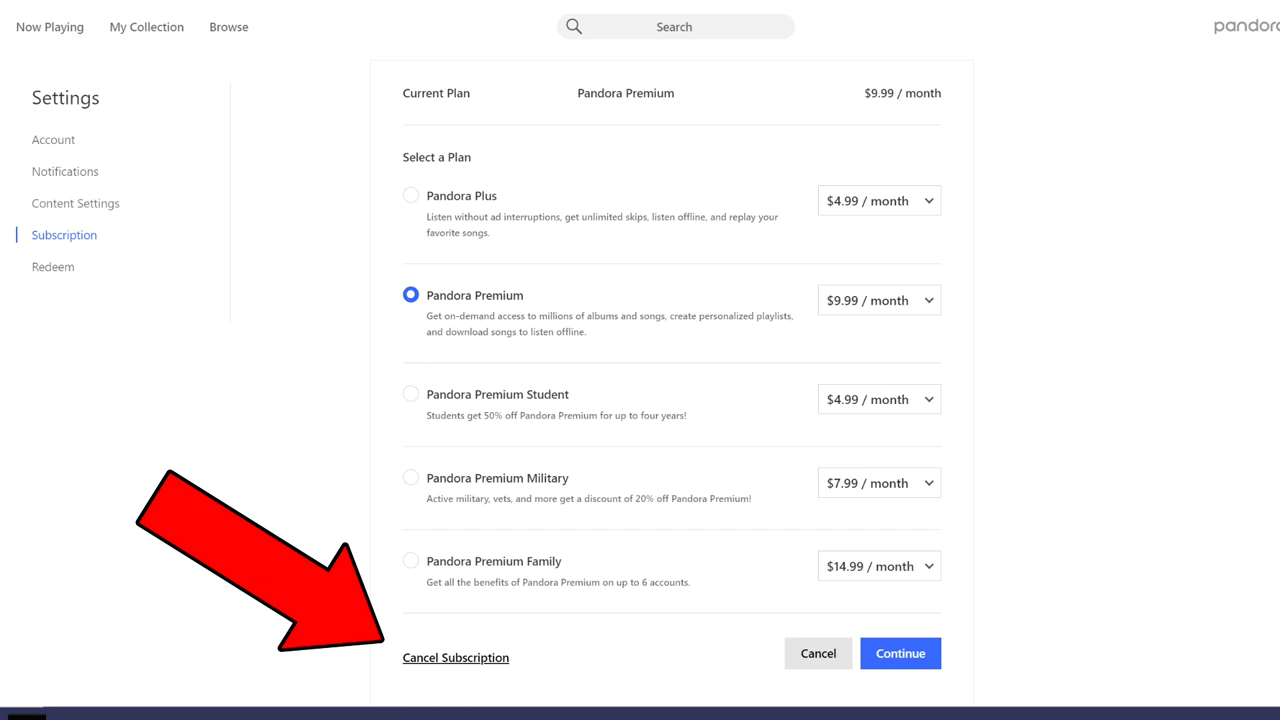 Now Playing My Collection Browse Search pandora
Settings
Account
Notifications
Content Settings
Subscription
Redeem
Current Plan Pandora Premium $9.99 / month
Select a Plan
Pandora Plus $4.99 / month
Listen without ad interruptions, get unlimited skips, listen offline, and replay your
favorite songs.
Pandora Premium $9.99 / month
Get on-demand access to millions of albums and songs, create personalized playlists,
and download songs to listen offline.
Pandora Premium Student $4.99 / month
Students get 50% off Pandora Premium for up to four years!
Pandora Premium Military $7.99 / month
Active military, vets, and more get a discount of 20% off Pandora Premium!
Pandora Premium Family $14.99 / month
Get all the benefits of Pandora Premium on up to 6 accounts.
Cancel Subscription Cancel Continue